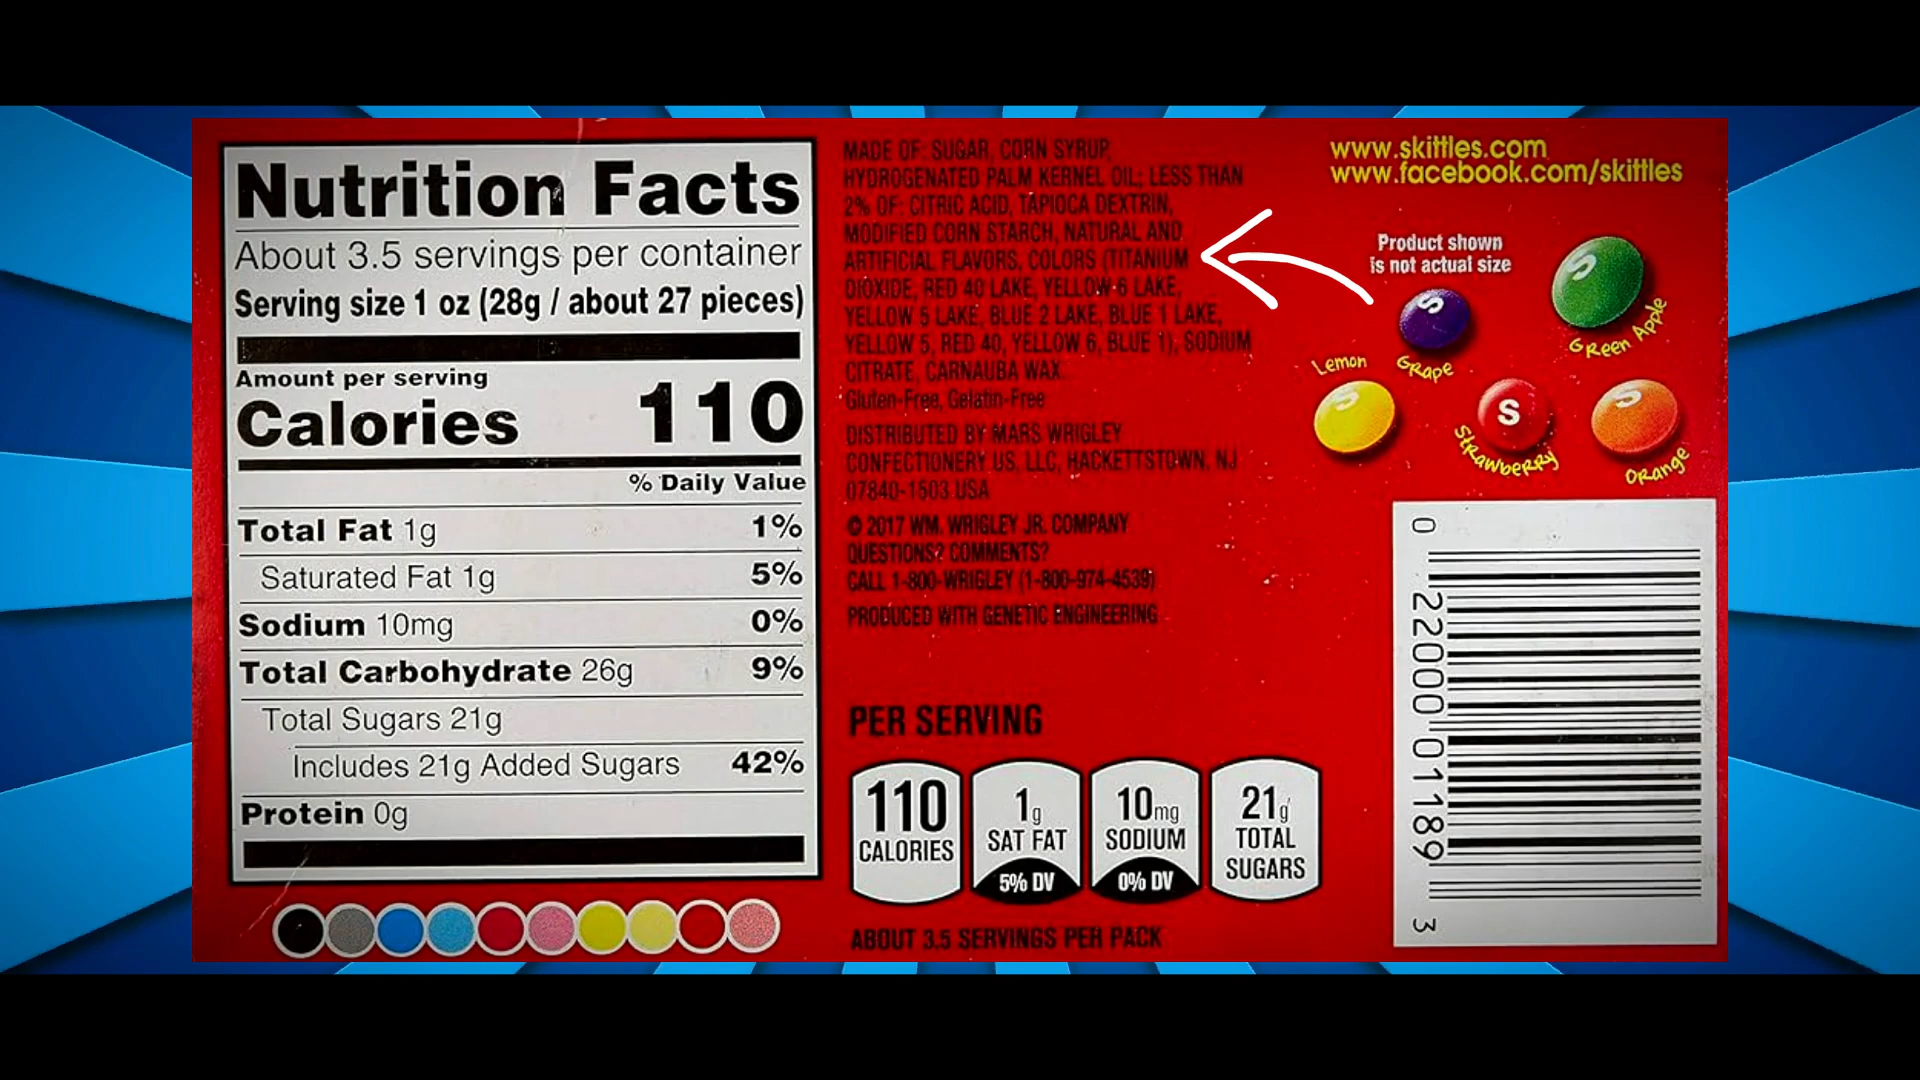 Nutrition Facts
About 3.5 servings per container
Serving size 1 oz (28g / about 27 pieces)
Amount per serving
Calories 110
% Daily Value
Total Fat 1g 1%
Saturated Fat 1g 5%
Sodium 10mg 0%
Total Carbohydrate 26g 9%
Total Sugars 21g
Includes 21g Added Sugars 42%
Protein 0g
MADE OF: SUGAR, CORN SYRUP,
HYDROGENATED PALM KERNEL OIL; LESS THAN
2% OF: CITRIC ACID, TAPIOCA DEXTRIN,
MODIFIED CORN STARCH, NATURAL AND
ARTIFICIAL FLAVORS, COLORS (TITANIUM
DIOXIDE, RED 40 LAKE, YELLOW 6 LAKE,
YELLOW 5 LAKE, BLUE 2 LAKE, BLUE 1 LAKE,
YELLOW 5, RED 40, YELLOW 6, BLUE 1), SODIUM
CITRATE, CARNAUBA WAX.
Gluten-Free, Gelatin-Free
DISTRIBUTED BY MARS WRIGLEY
CONFECTIONERY US, LLC, HACKETTSTOWN, NJ
07840-1503 USA
© 2017 WM. WRIGLEY JR. COMPANY
QUESTIONS? COMMENTS?
CALL 1-800-WRIGLEY (1-800-974-4539)
PRODUCED WITH GENETIC ENGINEERING
PER SERVING
110
CALORIES
1g
SAT FAT
5% DV
10mg
SODIUM
0% DV
21g
TOTAL
SUGARS
ABOUT 3.5 SERVINGS PER PACK
www.skittles.com
www.facebook.com/skittles
Product shown
is not actual size
S
S
S
S
S
Green Apple
Grape
Lemon
Strawberry
Orange
0 22000 01189 3